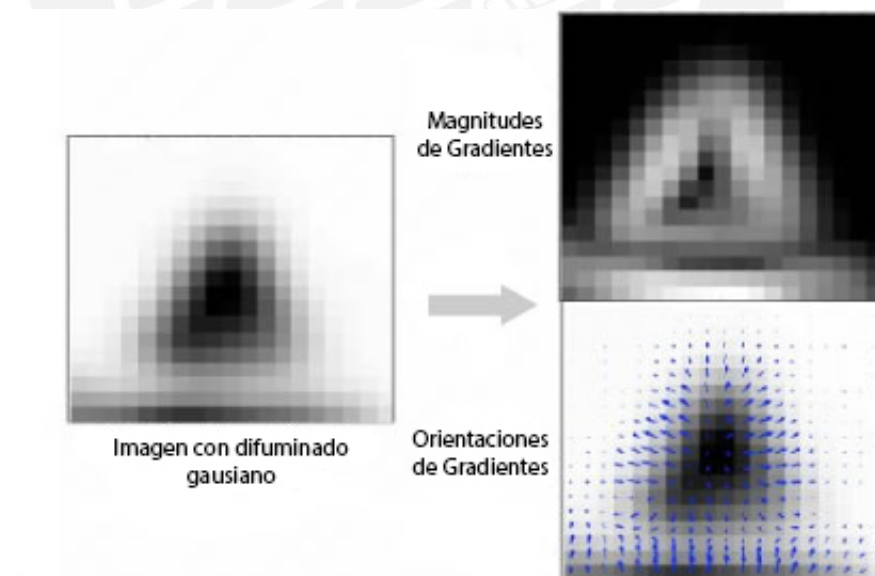 Magnitudes
de Gradientes
Imagen con difuminado
gausiano
Orientaciones
de Gradientes